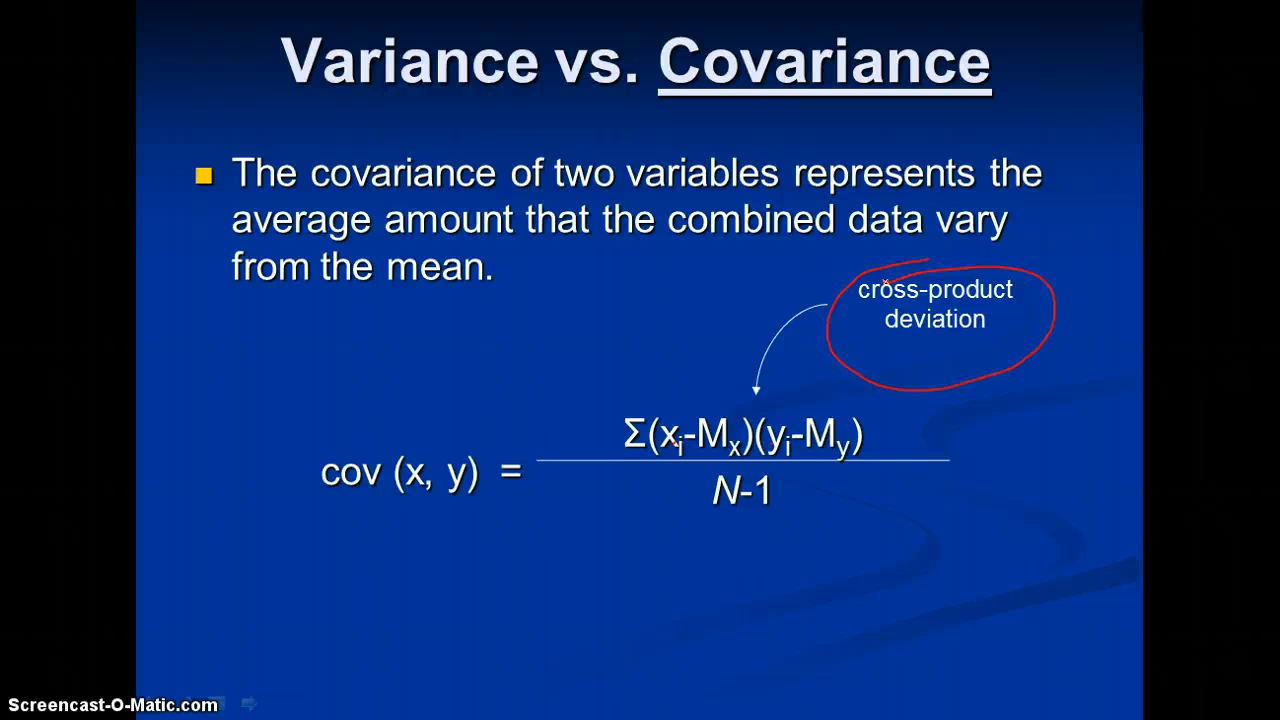 Variance vs. Covariance
The covariance of two variables represents the
average amount that the combined data vary
from the mean.
cross-product
deviation
Σ(xᵢ-Mₓ)(yᵢ-M_y)
cov (x, y) =
N-1
Screencast-O-Matic.com